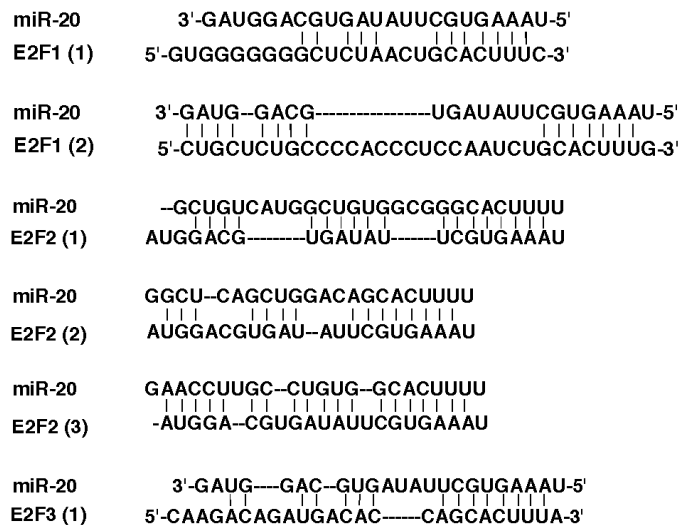 miR-20 3'-GAUGGACGUGAUAUUCGUGAAAU-5'
E2F1 (1) 5'-GUGGGGGGGCUCUAACUGCACUUUC-3'
miR-20 3'-GAUG--GACG----------------UGAUAUUCGUGAAAU-5'
E2F1 (2) 5'-CUGCUCUGCCCCACCCUCCAAUCUGCACUUUG-3'
miR-20 --GCUGUCAUGGCUGUGGCGGGCACUUUU
E2F2 (1) AUGGACG---------UGAUAU-------UCGUGAAAU
miR-20 GGCU--CAGCUGGACAGCACUUUU
E2F2 (2) AUGGACGUGAU--AUUCGUGAAAU
miR-20 GAACCUUGC--CUGUG--GCACUUUU
E2F2 (3) -AUGGA--CGUGAUAUUCGUGAAAU
miR-20 3'-GAUG----GAC--GUGAUAUUCGUGAAAU-5'
E2F3 (1) 5'-CAAGACAGAUGACAC------CAGCACUUUA-3'